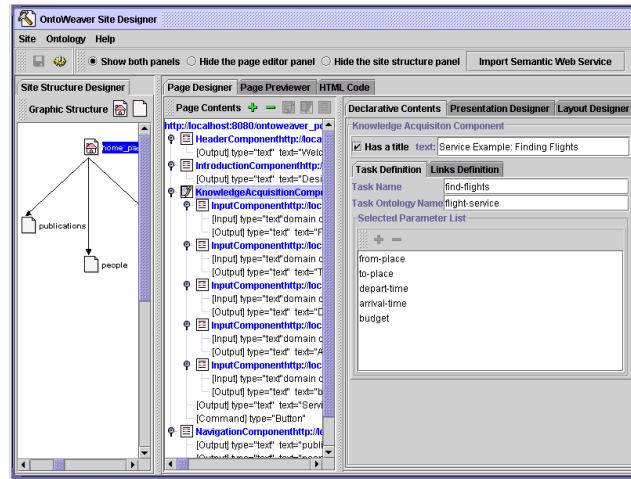 OntoWeaver Site Designer
Site Ontology Help
Show both panels Hide the page editor panel Hide the site structure panel Import Semantic Web Service
Site Structure Designer
Graphic Structure
home_pa
publications
people
Page Designer Page Previewer HTML Code
Page Contents
http://localhost:8080/ontoweaver_po
HeaderComponenthttp://loca
[Output] type="text" text="Welc
IntroductionComponenthttp://
[Output] type="text" text="Desi
KnowledgeAcquisitionCompo
InputComponenthttp://loc
[Input] type="text"domain c
[Output] type="text" text="F
InputComponenthttp://loc
[Input] type="text"domain c
[Output] type="text" text="T
InputComponenthttp://loc
[Input] type="text"domain c
[Output] type="text" text="D
InputComponenthttp://loc
[Input] type="text"domain c
[Output] type="text" text="A
InputComponenthttp://loc
[Input] type="text"domain c
[Output] type="text" text="b
[Output] type="text" text="Servi
[Command] type="Button"
NavigationComponenthttp://lo
[Output] type="text" text="publi
Declarative Contents Presentation Designer Layout Designer
Knowledge Acquisiton Component
Has a title text: Service Example: Finding Flights
Task Definition Links Definition
Task Name find-flights
Task Ontology Name flight-service
Selected Parameter List
from-place
to-place
depart-time
arrival-time
budget